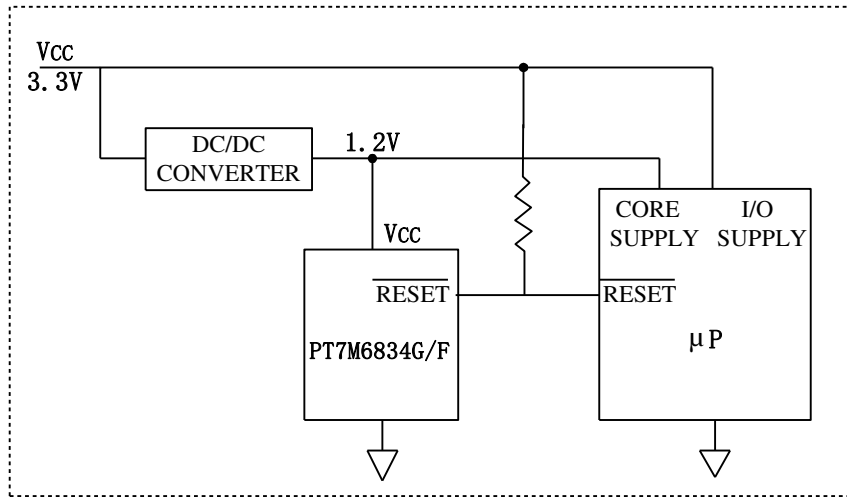 Vcc
3.3V
DC/DC
CONVERTER
1.2V
Vcc
RESET
PT7M6834G/F
CORE
SUPPLY
I/O
SUPPLY
RESET
μP